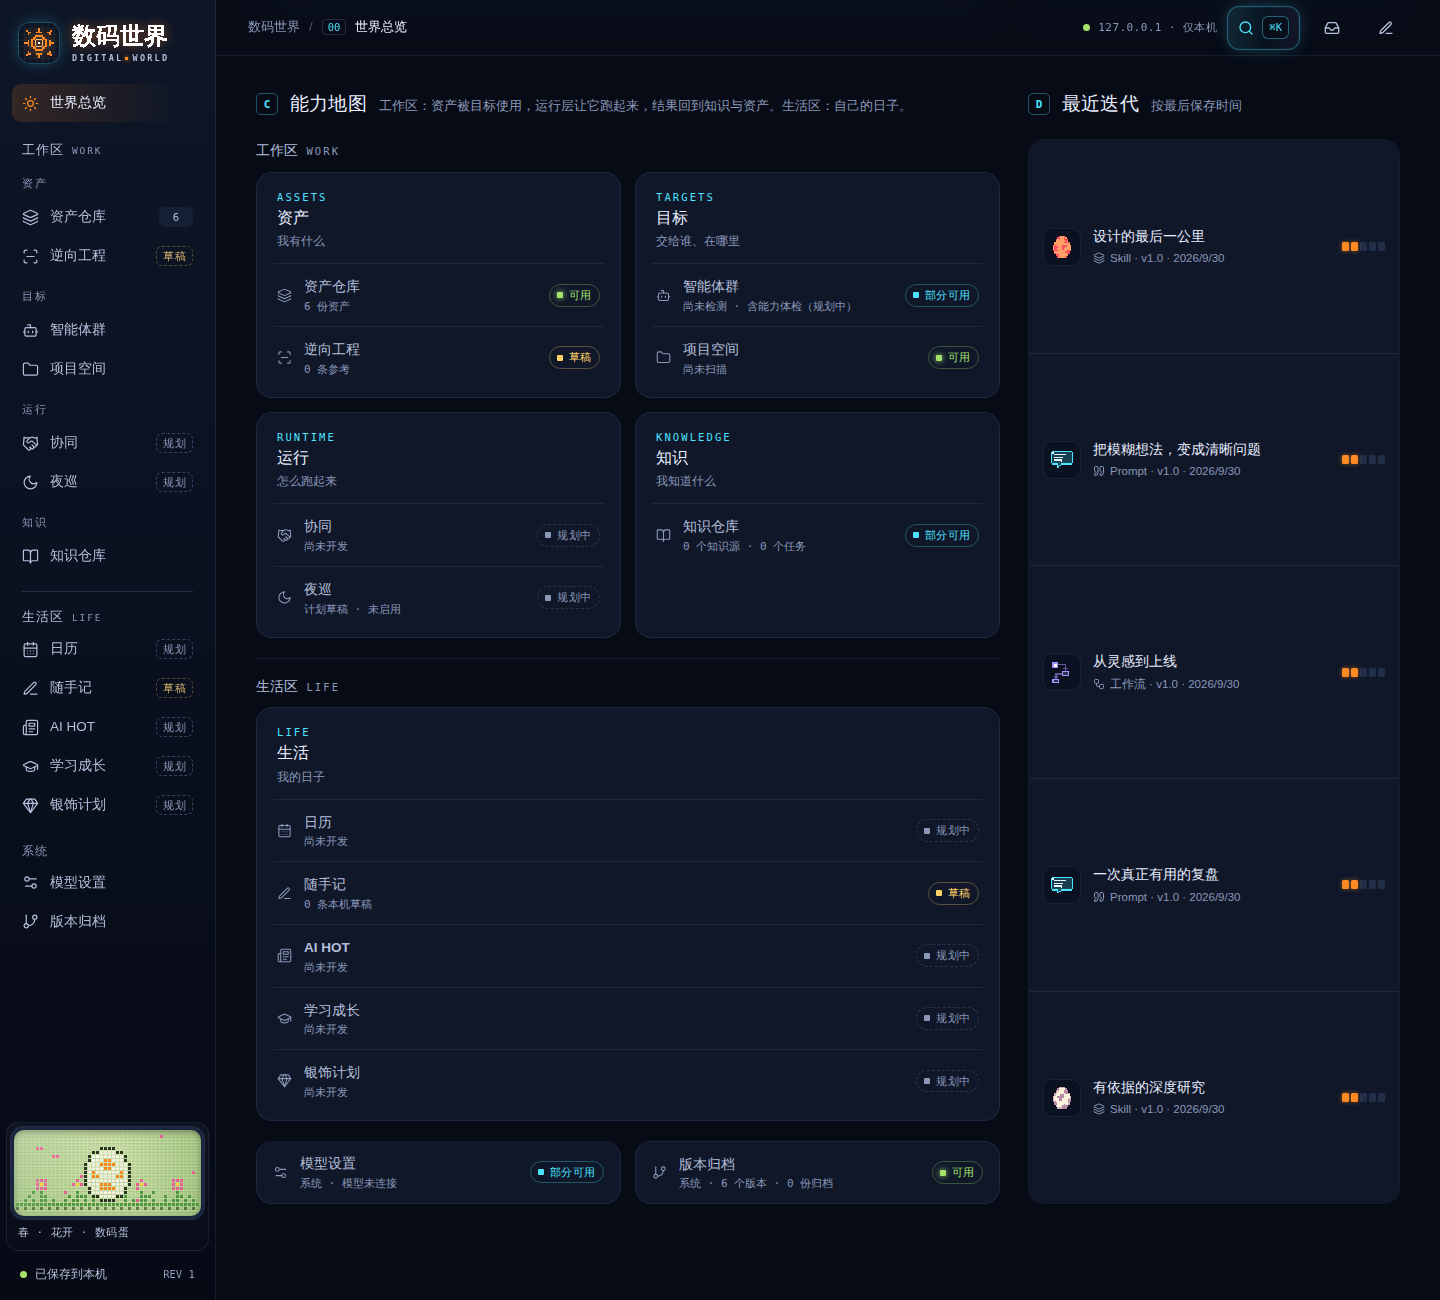 数码世界
DIGITAL WORLD
世界总览
工作区 WORK
资产
资产仓库 6
逆向工程 草稿
目标
智能体群
项目空间
运行
协同 规划
夜巡 规划
知识
知识仓库
生活区 LIFE
日历 规划
随手记 草稿
AI HOT 规划
学习成长 规划
银饰计划 规划
系统
模型设置
版本归档
春 · 花开 · 数码蛋
已保存到本机 REV 1
数码世界 / 00 世界总览
127.0.0.1 · 仅本机 ⌘K
C 能力地图 工作区：资产被目标使用，运行层让它跑起来，结果回到知识与资产。生活区：自己的日子。
工作区 WORK
ASSETS
资产
我有什么
资产仓库
6 份资产
可用
逆向工程
0 条参考
草稿
TARGETS
目标
交给谁、在哪里
智能体群
尚未检测 · 含能力体检（规划中）
部分可用
项目空间
尚未扫描
可用
RUNTIME
运行
怎么跑起来
协同
尚未开发
规划中
夜巡
计划草稿 · 未启用
规划中
KNOWLEDGE
知识
我知道什么
知识仓库
0 个知识源 · 0 个任务
部分可用
生活区 LIFE
LIFE
生活
我的日子
日历
尚未开发
规划中
随手记
0 条本机草稿
草稿
AI HOT
尚未开发
规划中
学习成长
尚未开发
规划中
银饰计划
尚未开发
规划中
模型设置
系统 · 模型未连接
部分可用
版本归档
系统 · 6 个版本 · 0 份归档
可用
D 最近迭代 按最后保存时间
设计的最后一公里
Skill · v1.0 · 2026/9/30
把模糊想法，变成清晰问题
Prompt · v1.0 · 2026/9/30
从灵感到上线
工作流 · v1.0 · 2026/9/30
一次真正有用的复盘
Prompt · v1.0 · 2026/9/30
有依据的深度研究
Skill · v1.0 · 2026/9/30